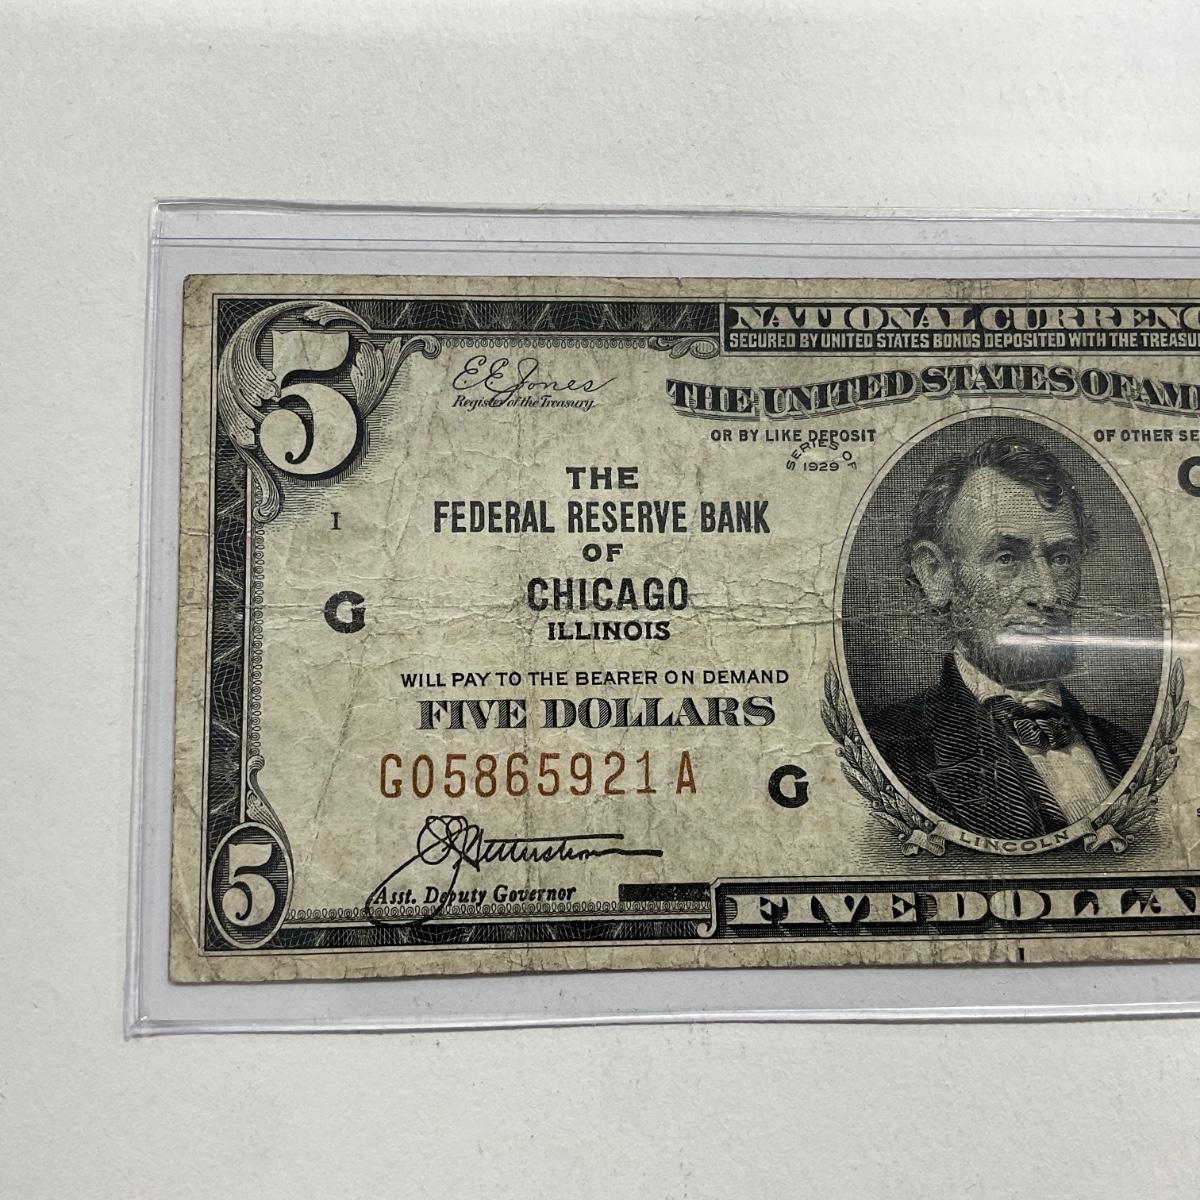 5
E E Jones
Register of the Treasury.
NATIONAL CURRENC
SECURED BY UNITED STATES BONDS DEPOSITED WITH THE TREASU
THE UNITED STATES OF AM
OR BY LIKE DEPOSIT OF OTHER SE
SERIES OF
1929
THE
FEDERAL RESERVE BANK
OF
CHICAGO
ILLINOIS
I
G
WILL PAY TO THE BEARER ON DEMAND
FIVE DOLLARS
G05865921A
G
LINCOLN
Asst. Deputy Governor
5
FIVE DOLLA